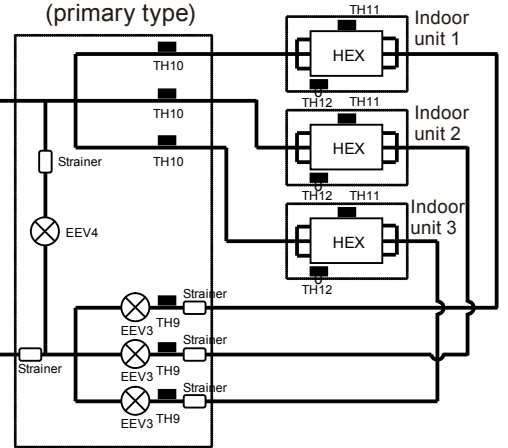 (primary type)
TH11
Indoor
unit 1
HEX
TH10
TH12
TH11
Indoor
unit 2
TH10
HEX
Strainer
TH10
TH12
TH11
Indoor
unit 3
EEV4
HEX
TH12
Strainer
EEV3
TH9
Strainer
Strainer
EEV3
TH9
Strainer
EEV3
TH9